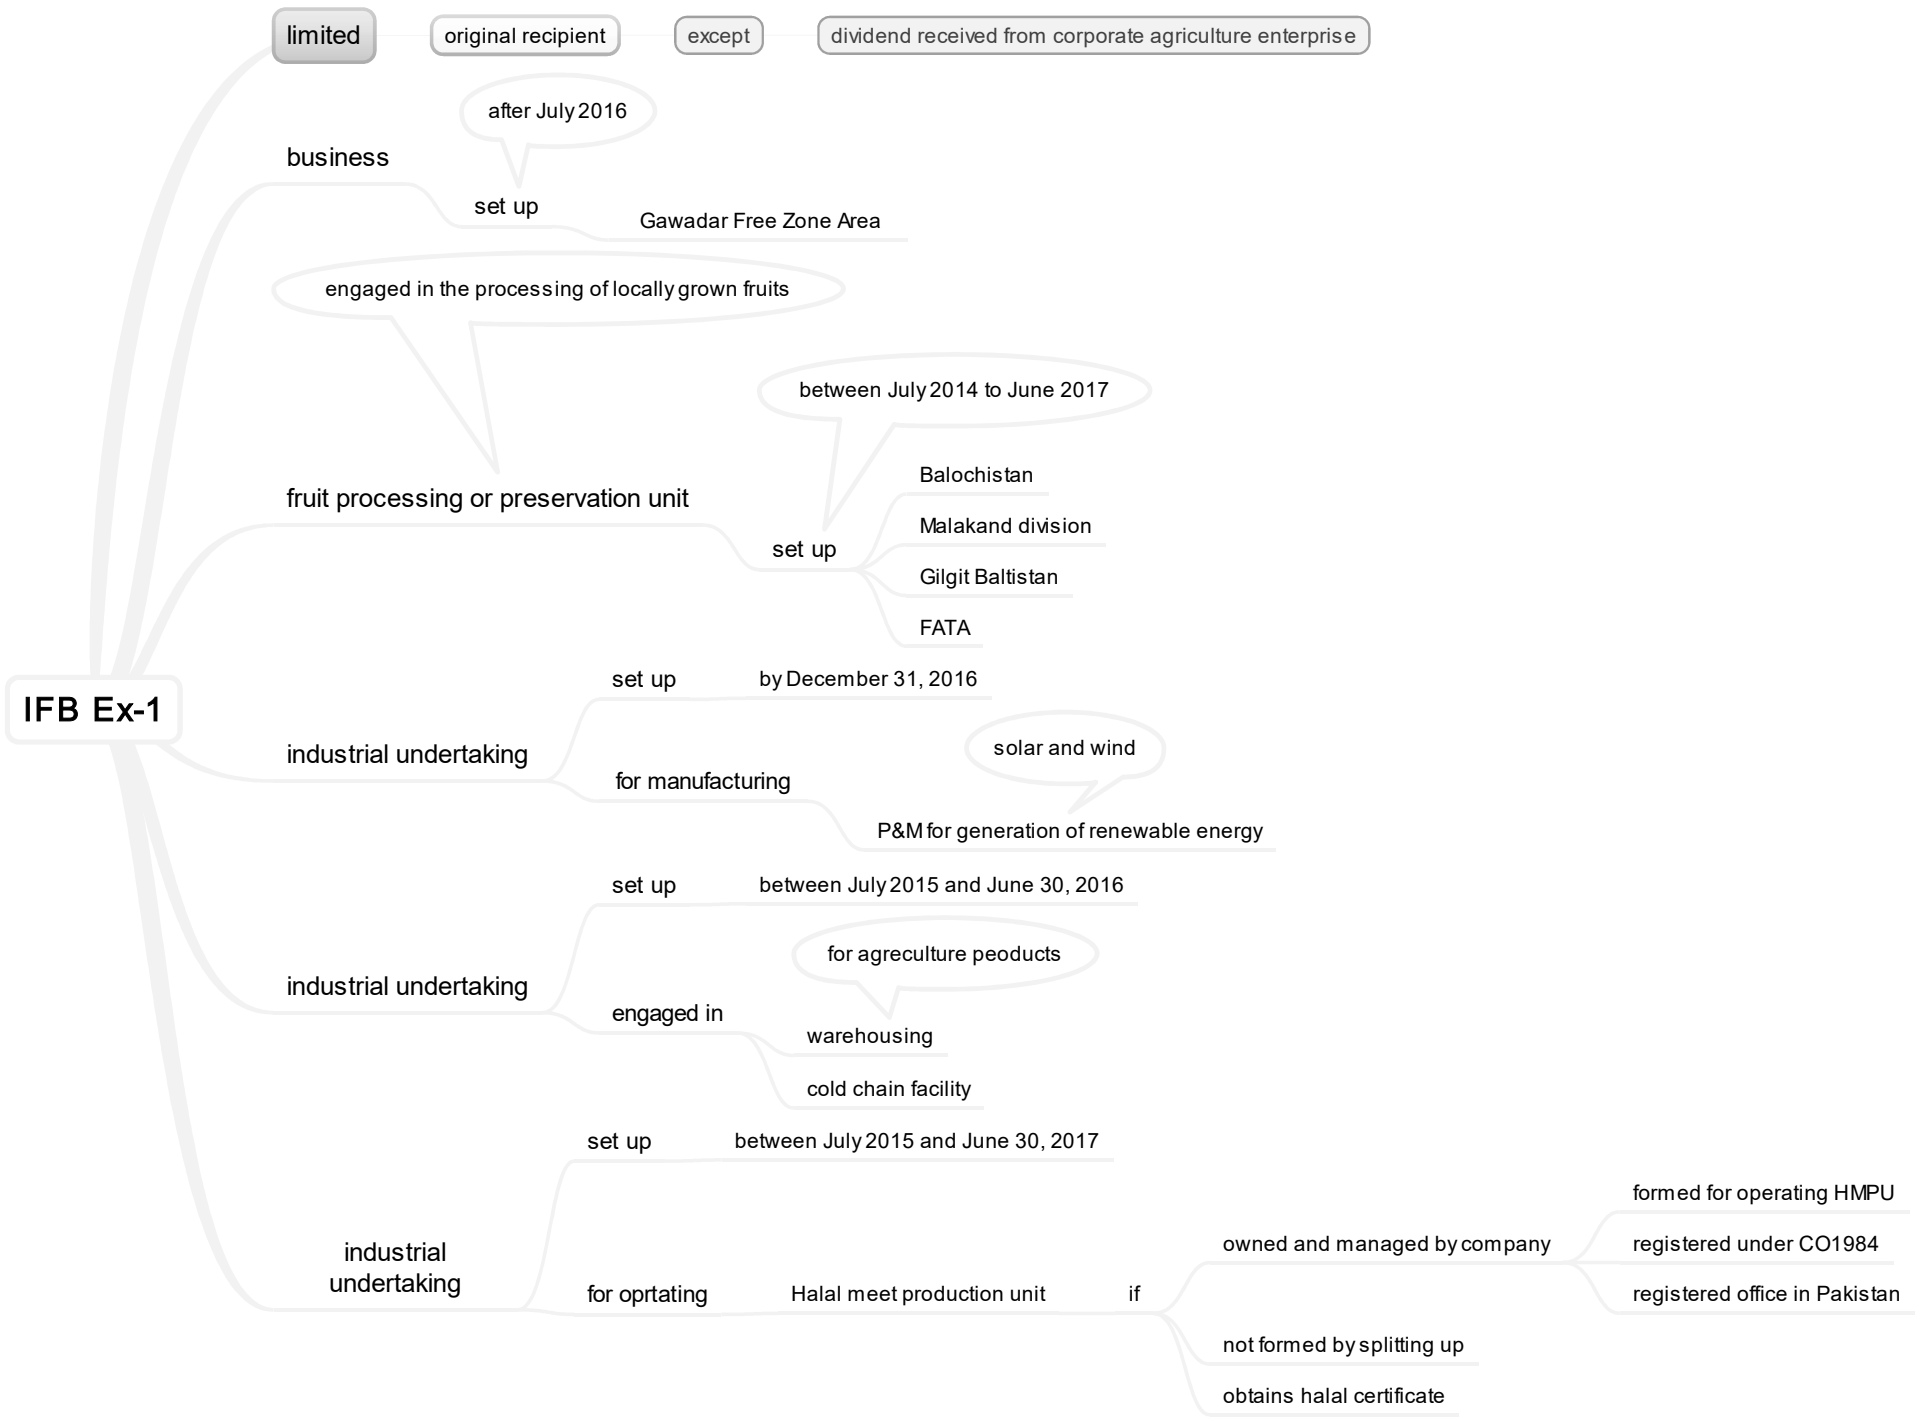 limited
original recipient
except
dividend received from corporate agriculture enterprise
after July 2016
business
set up
Gawadar Free Zone Area
engaged in the processing of locally grown fruits
between July 2014 to June 2017
fruit processing or preservation unit
set up
Balochistan
Malakand division
Gilgit Baltistan
FATA
IFB Ex-1
set up
by December 31, 2016
industrial undertaking
solar and wind
for manufacturing
P&M for generation of renewable energy
set up
between July 2015 and June 30, 2016
for agreculture peoducts
industrial undertaking
engaged in
warehousing
cold chain facility
set up
between July 2015 and June 30, 2017
industrial
undertaking
for oprtating
Halal meet production unit
if
owned and managed by company
formed for operating HMPU
registered under CO1984
registered office in Pakistan
not formed by splitting up
obtains halal certificate